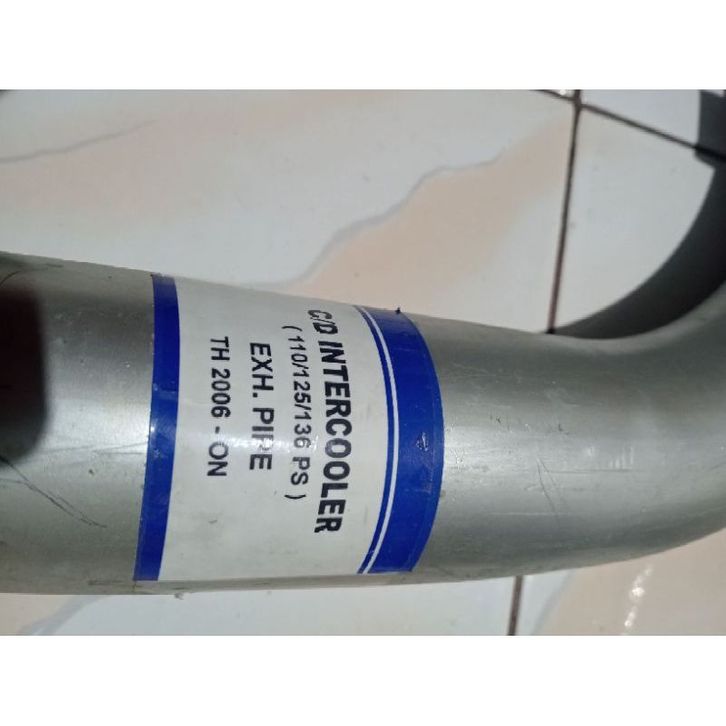 C/D INTERCOOLER
( 110/125/136 PS )
EXH. PIPE
TH 2006 - ON